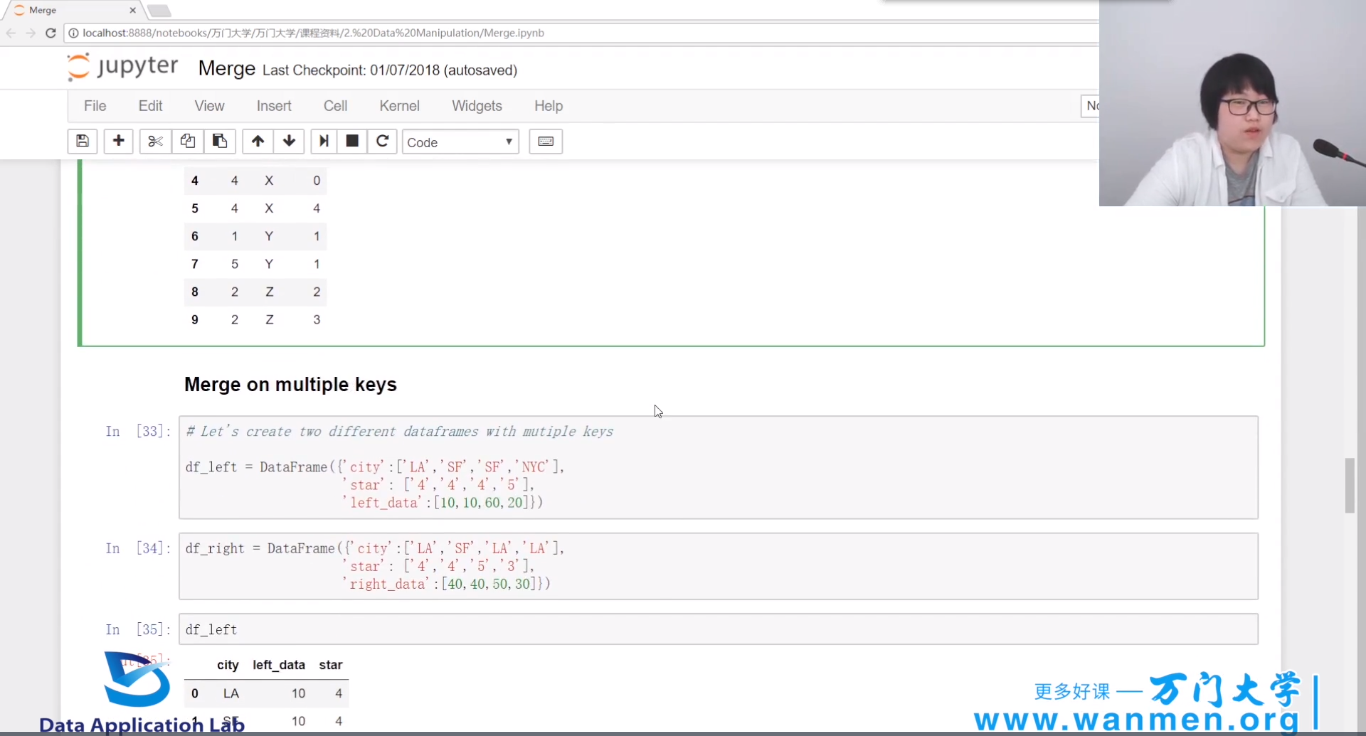 Merge
localhost:8888/notebooks/万门大学/万门大学/课程资料/2.%20Data%20Manipulation/Merge.ipynb
jupyter Merge Last Checkpoint: 01/07/2018 (autosaved)
File Edit View Insert Cell Kernel Widgets Help
Code
4 4 X 0
5 4 X 4
6 1 Y 1
7 5 Y 1
8 2 Z 2
9 2 Z 3
Merge on multiple keys
In [33]: # Let's create two different dataframes with mutiple keys
df_left = DataFrame({'city':['LA','SF','SF','NYC'],
'star': ['4','4','4','5'],
'left_data':[10,10,60,20]})
In [34]: df_right = DataFrame({'city':['LA','SF','LA','LA'],
'star': ['4','4','5','3'],
'right_data':[40,40,50,30]})
In [35]: df_left
city left_data star
0 LA 10 4
10 4
Data Application Lab
更多好课 — 万门大学
www.wanmen.org